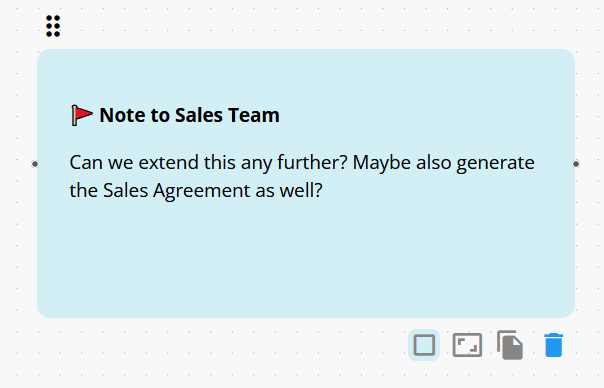 🚩 Note to Sales Team
Can we extend this any further? Maybe also generate
the Sales Agreement as well?